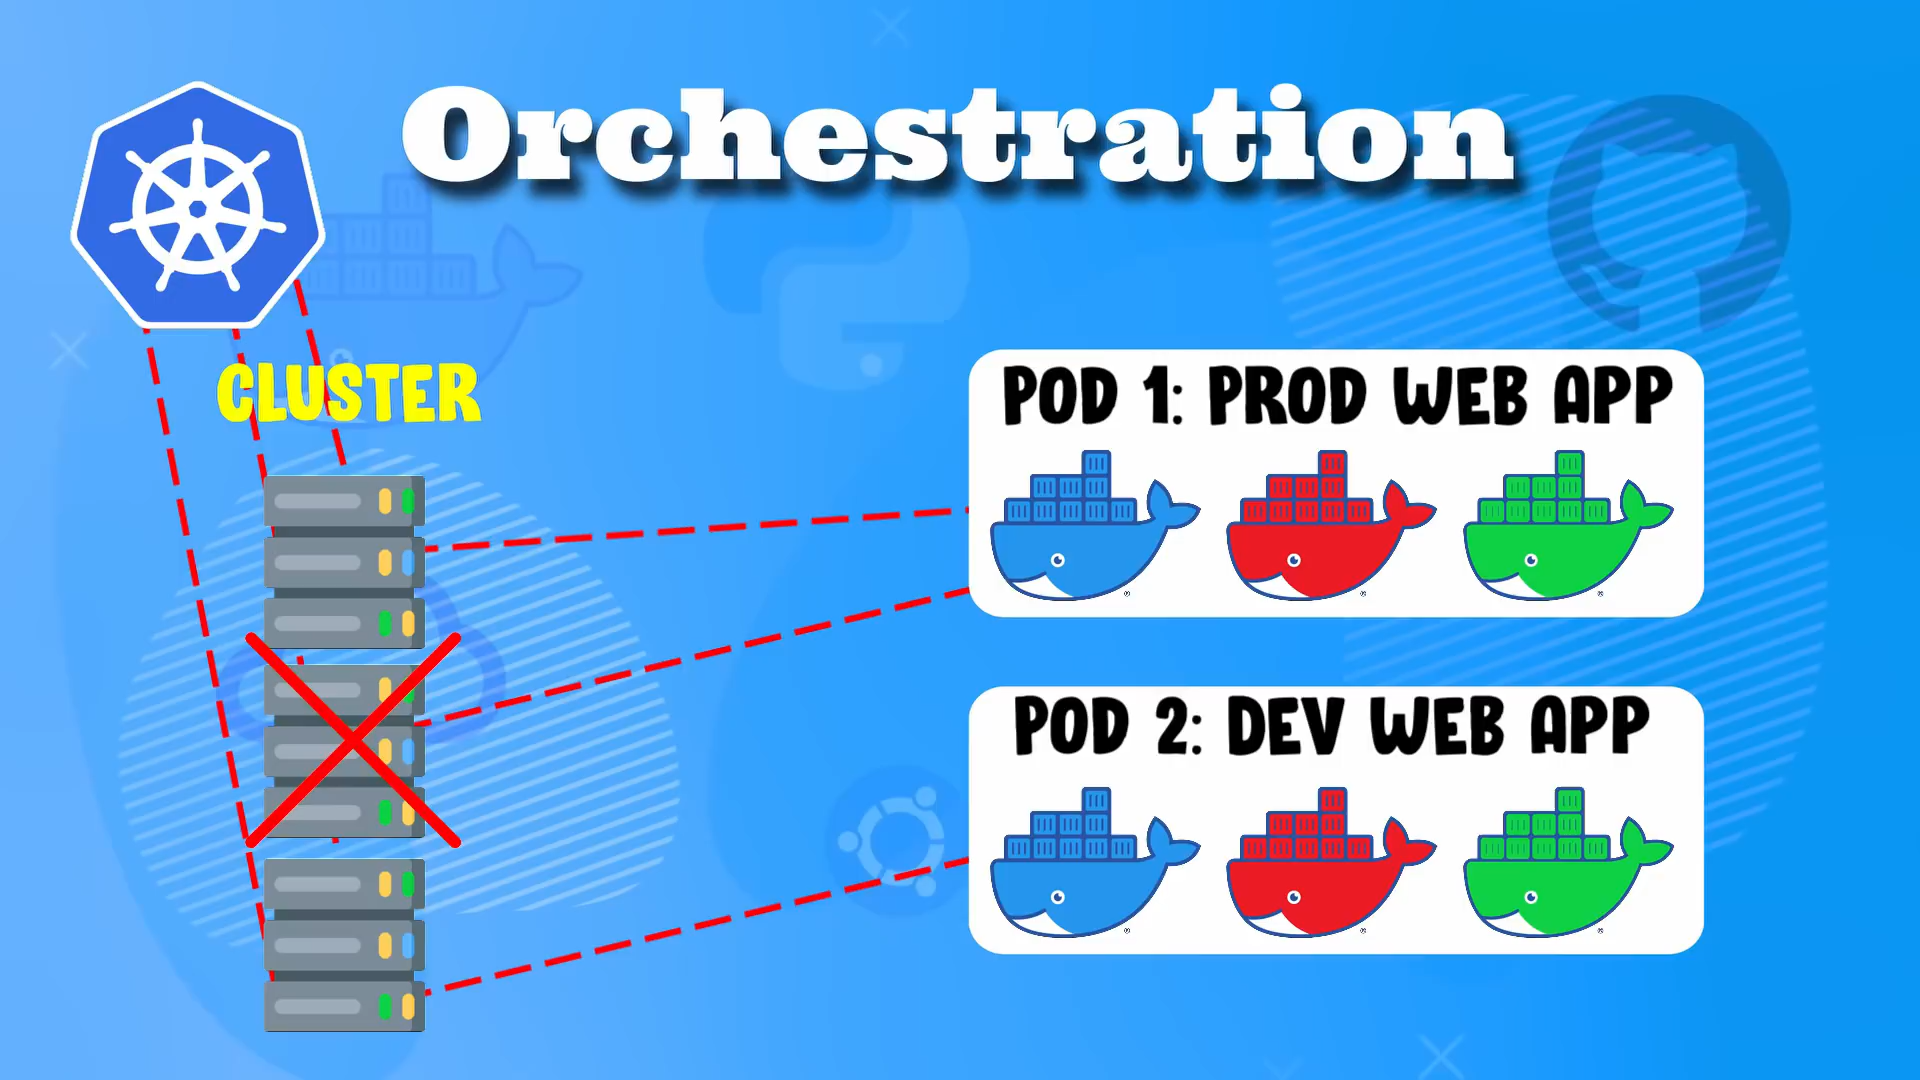 Orchestration
CLUSTER
POD 1: PROD WEB APP
POD 2: DEV WEB APP